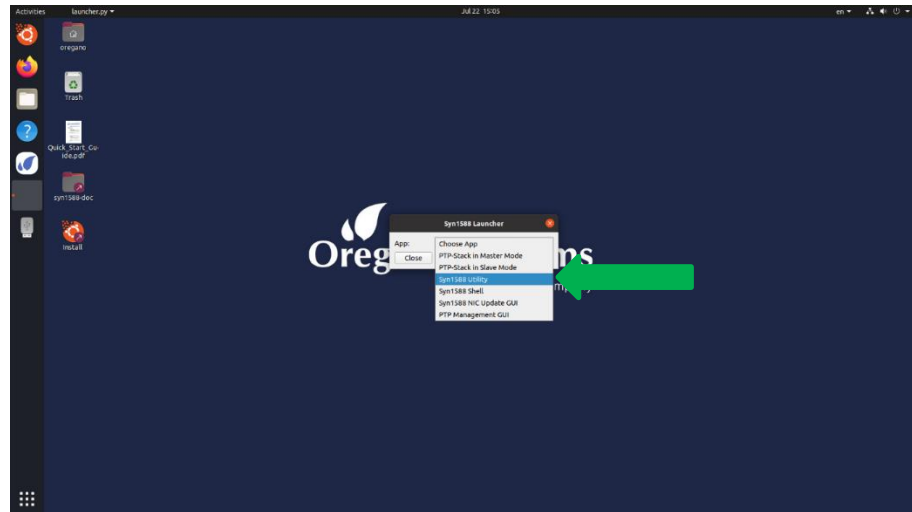 Activities
launcher.py
Jul 22 15:05
en
oregano
Trash
Quick_Start_Gu-
ide.pdf
syn1588-doc
Install
Syn1588 Launcher
App:
Close
Choose App
PTP-Stack in Master Mode
PTP-Stack in Slave Mode
Syn1588 Utility
Syn1588 Shell
Syn1588 NIC Update GUI
PTP Management GUI
Oreg
ms